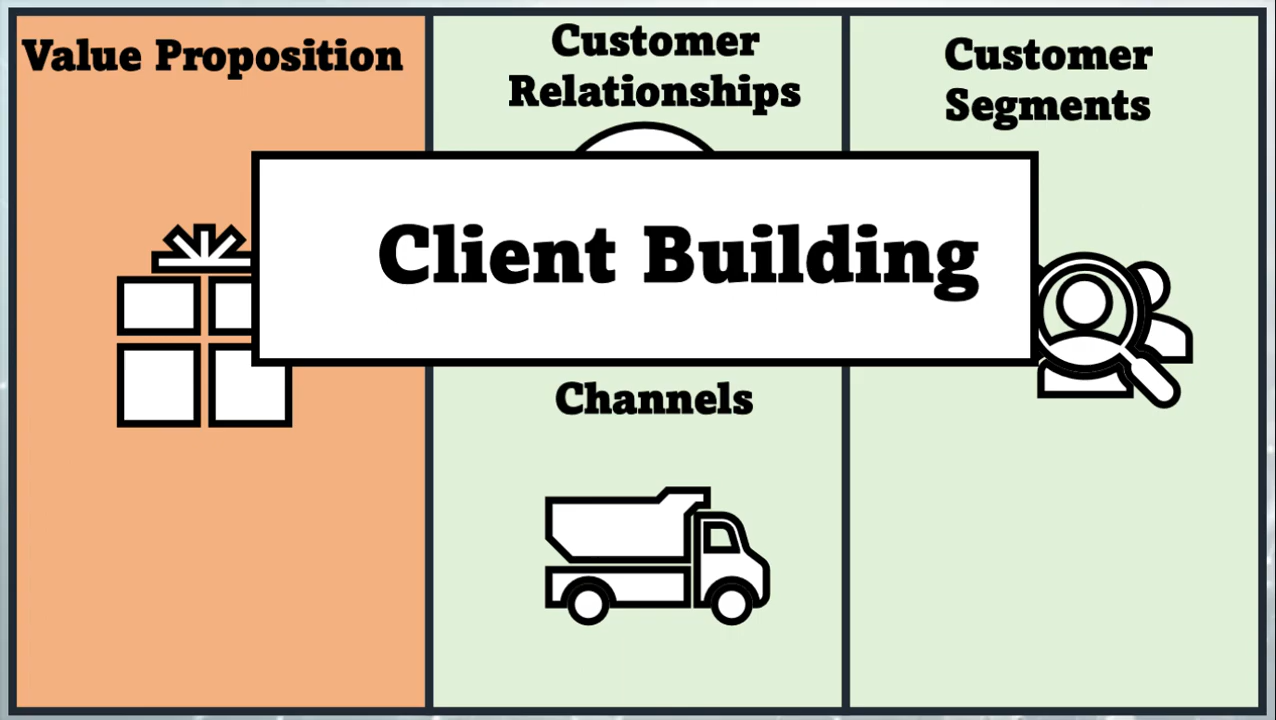 Value Proposition
Customer
Relationships
Customer
Segments
Client Building
Channels